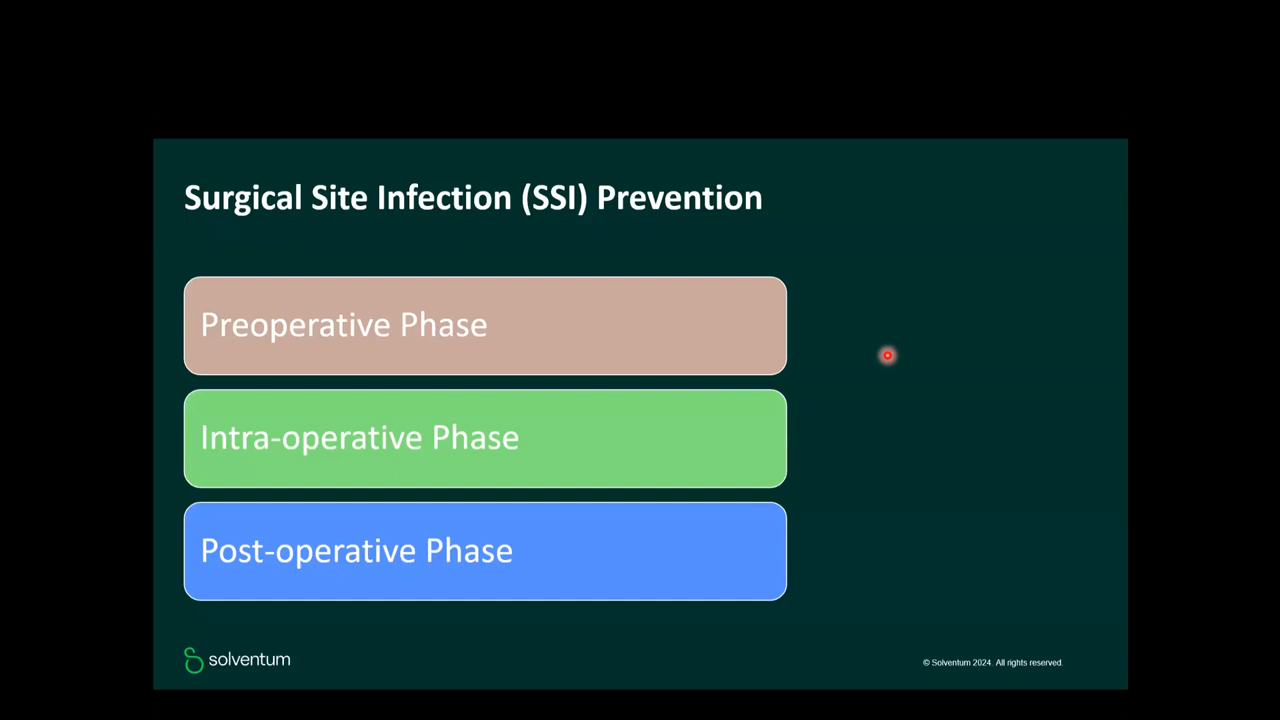 Surgical Site Infection (SSI) Prevention
Preoperative Phase
Intra-operative Phase
Post-operative Phase
solventum
© Solventum 2024. All rights reserved.